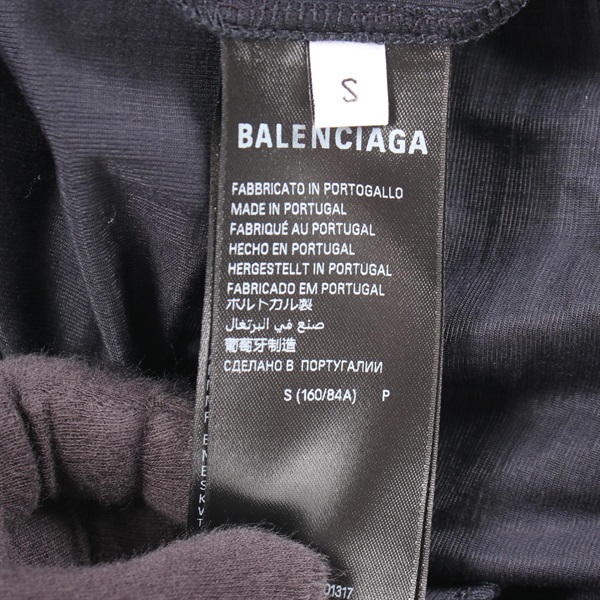 S
BALENCIAGA
FABBRICATO IN PORTOGALLO
MADE IN PORTUGAL
FABRIQUÉ AU PORTUGAL
HECHO EN PORTUGAL
HERGESTELLT IN PORTUGAL
FABRICADO EM PORTUGAL
ポルトガル製
صنع في البرتغال
葡萄牙制造
СДЕЛАНО В ПОРТУГАЛИИ
S (160/84A) P
01317